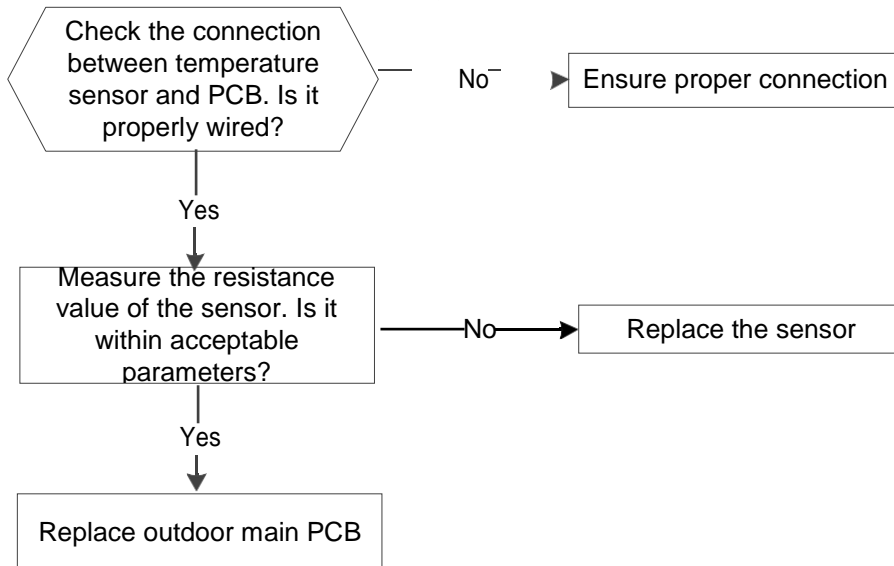 Check the connection
between temperature
sensor and PCB. Is it
properly wired?
No
Ensure proper connection
Yes
Measure the resistance
value of the sensor. Is it
within acceptable
parameters?
No
Replace the sensor
Yes
Replace outdoor main PCB